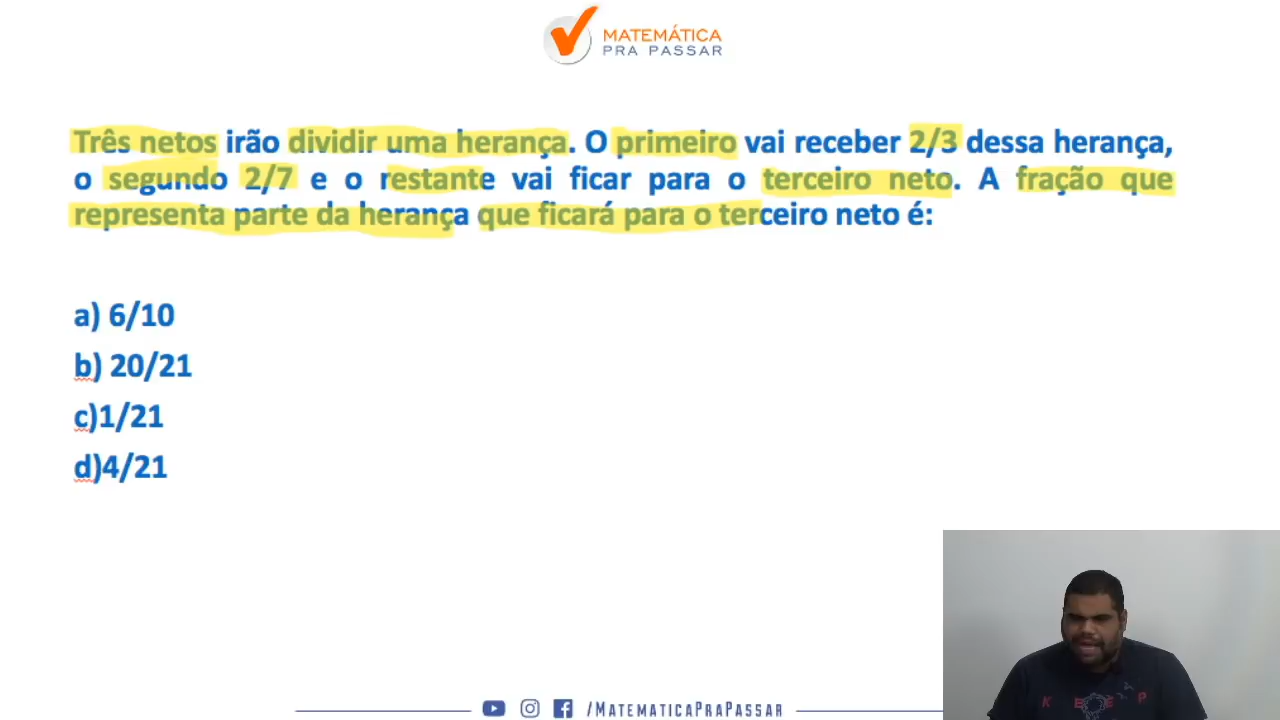 MATEMÁTICA
PRA PASSAR
Três netos irão dividir uma herança. O primeiro vai receber 2/3 dessa herança,
o segundo 2/7 e o restante vai ficar para o terceiro neto. A fração que
representa parte da herança que ficará para o terceiro neto é:
a) 6/10
b) 20/21
c)1/21
d)4/21
K E E P
/MATEMATICAPRAPASSAR